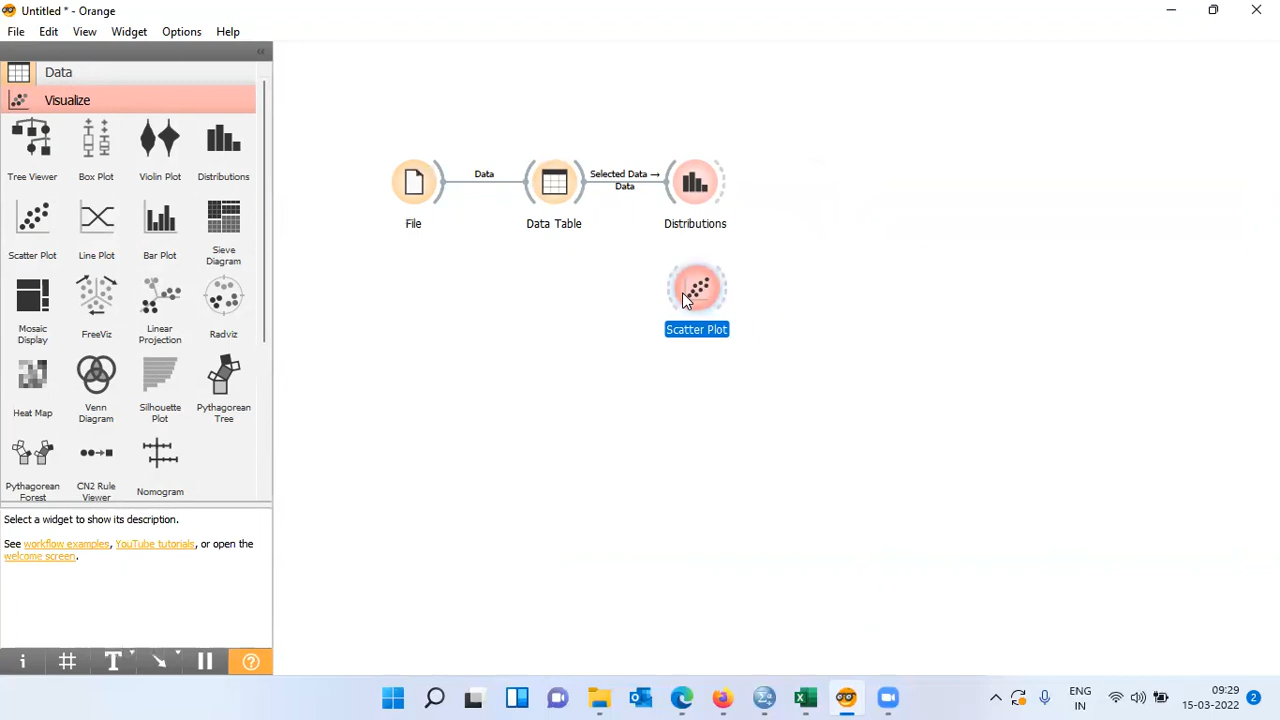 Untitled * - Orange
File Edit View Widget Options Help
«
Data
Visualize
Tree Viewer Box Plot Violin Plot Distributions
Scatter Plot Line Plot Bar Plot Sieve Diagram
Mosaic Display FreeViz Linear Projection Radviz
Heat Map Venn Diagram Silhouette Plot Pythagorean Tree
Pythagorean Forest CN2 Rule Viewer Nomogram
Select a widget to show its description.
See workflow examples, YouTube tutorials, or open the
welcome screen.
Data
Selected Data →
Data
File Data Table Distributions
Scatter Plot
ENG
IN
09:29
15-03-2022
2